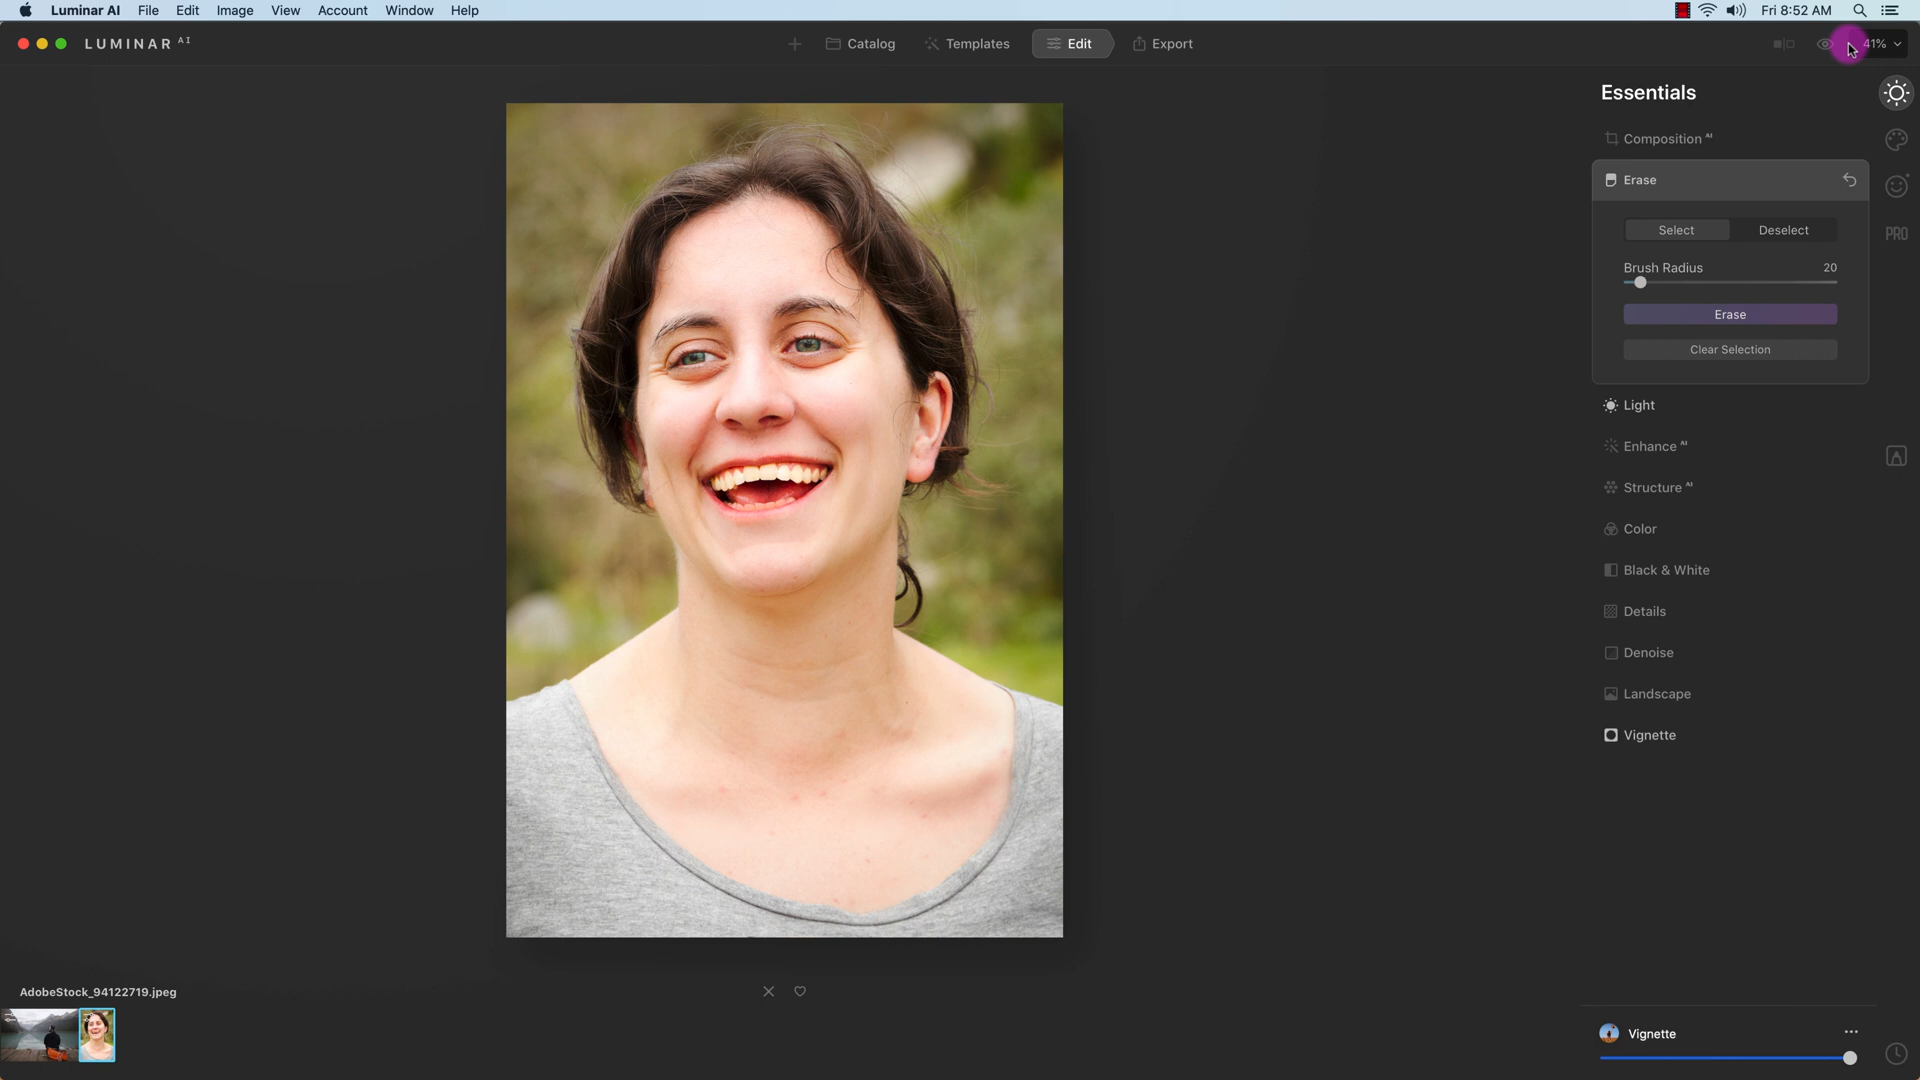 Luminar AI File Edit Image View Account Window Help Fri 8:52 AM
LUMINAR AI Catalog Templates Edit Export 41%
Essentials
Composition AI
Erase
Select Deselect
Brush Radius 20
Erase
Clear Selection
Light
Enhance AI
Structure AI
Color
Black & White
Details
Denoise
Landscape
Vignette
PRO
AdobeStock_94122719.jpeg
Vignette